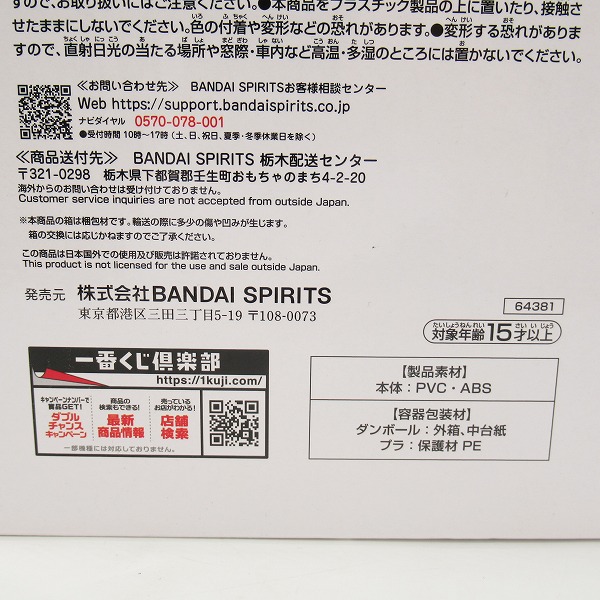 すので、お取り扱いにはご注意ください。●本商品をプラスチック製品の上に置いたり、接触さ
せたままにしないでください。色の付着や変形などの恐れがあります。●変形する恐れがありま
すので、直射日光の当たる場所や窓際・車内など高温・多湿のところには置かないでください。
≪お問い合わせ先≫ BANDAI SPIRITSお客様相談センター
Web https://support.bandaispirits.co.jp
ナビダイヤル 0570-078-001
●受付時間 10時～17時（土、日、祝日、夏季・冬季休業日を除く）
≪商品送付先≫ BANDAI SPIRITS 栃木配送センター
〒321-0298 栃木県下都賀郡壬生町おもちゃのまち4-2-20
海外からのお問い合わせは受け付けておりません。
Customer service inquiries are not accepted from outside Japan.
※本商品の箱は梱包材です。輸送の際に多少の傷や凹みが生じます。
箱の交換には応じかねますのでご了承ください。
この商品は日本国外での使用及び販売は許諾されておりません。
This product is not licensed for the use and sale outside Japan.
発売元 株式会社BANDAI SPIRITS
東京都港区三田三丁目5-19 〒108-0073
64381
対象年齢15才以上
一番くじ倶楽部
https://1kuji.com/
キャンペーンナンバーで
賞品GET!
ダブル
チャンス
キャンペーン
商品の
検索もできる!
最新
商品情報
売っている
お店がわかる!
店舗
検索
一部機種には対応しておりません。
【製品素材】
本体：PVC・ABS
【容器包装材】
ダンボール：外箱、中台紙
プラ：保護材 PE